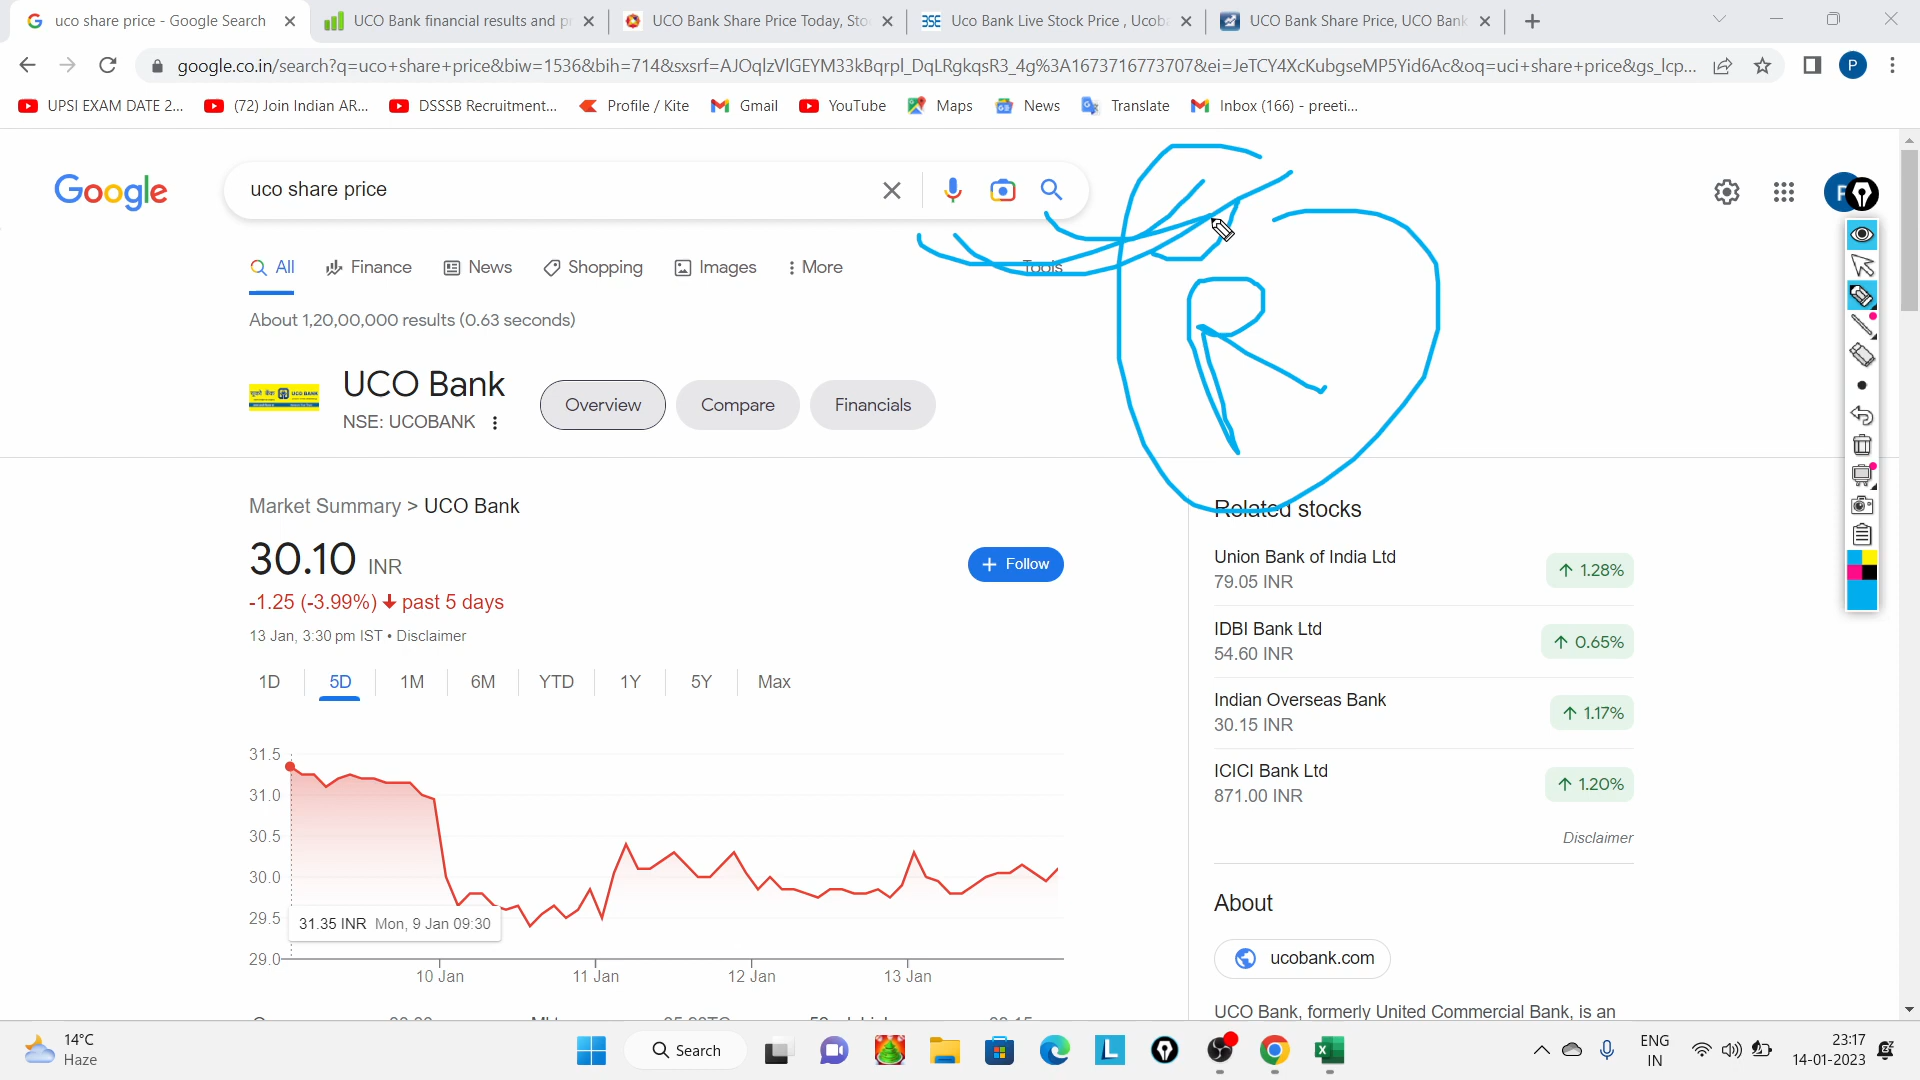 uco share price - Google Search
UCO Bank financial results and p
UCO Bank Share Price Today, Sto
BSE Uco Bank Live Stock Price , Ucoba
UCO Bank Share Price, UCO Bank
google.co.in/search?q=uco+share+price&biw=1536&bih=714&sxsrf=AJOqlzVlGEYM33kBqrpl_DqLRgkqsR3_4g%3A1673716773707&ei=JeTCY4XcKubgseMP5Yid6Ac&oq=uci+share+price&gs_lcp...
P
UPSI EXAM DATE 2... (72) Join Indian AR... DSSSB Recruitment... Profile / Kite Gmail YouTube Maps News Translate Inbox (166) - preeti...
Google uco share price
All Finance News Shopping Images More Tools
About 1,20,00,000 results (0.63 seconds)
R
UCO Bank
NSE: UCOBANK
Overview Compare Financials
Market Summary > UCO Bank
30.10 INR
Follow
-1.25 (-3.99%) past 5 days
13 Jan, 3:30 pm IST • Disclaimer
1D 5D 1M 6M YTD 1Y 5Y Max
31.5
31.0
30.5
30.0
29.5
29.0
31.35 INR Mon, 9 Jan 09:30
10 Jan 11 Jan 12 Jan 13 Jan
Related stocks
Union Bank of India Ltd
79.05 INR
1.28%
IDBI Bank Ltd
54.60 INR
0.65%
Indian Overseas Bank
30.15 INR
1.17%
ICICI Bank Ltd
871.00 INR
1.20%
Disclaimer
About
ucobank.com
UCO Bank, formerly United Commercial Bank, is an
14°C
Haze
Search
ENG
IN
23:17
14-01-2023